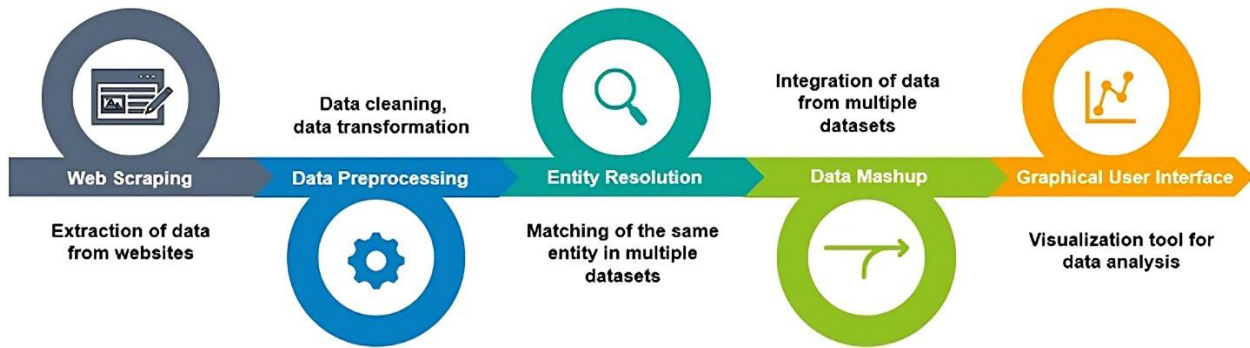 Web Scraping
Extraction of data
from websites
Data cleaning,
data transformation
Data Preprocessing
Entity Resolution
Matching of the same
entity in multiple
datasets
Integration of data
from multiple
datasets
Data Mashup
Graphical User Interface
Visualization tool for
data analysis